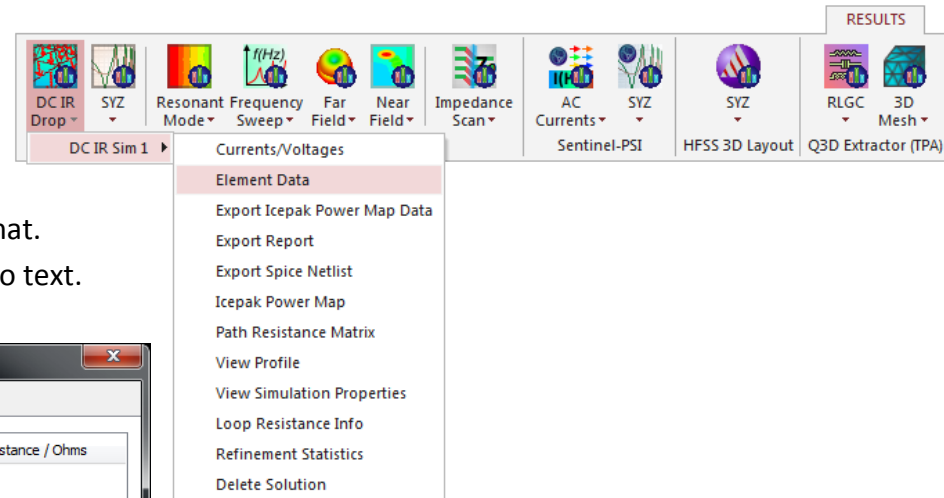 RESULTS
f(Hz)
DC IR Drop
SYZ
Resonant Mode
Frequency Sweep
Far Field
Near Field
Z
Impedance Scan
AC Currents
SYZ
SYZ
RLGC
3D Mesh
DC IR Sim 1
Sentinel-PSI
HFSS 3D Layout
Q3D Extractor (TPA)
Currents/Voltages
Element Data
Export Icepak Power Map Data
Export Report
Export Spice Netlist
Icepak Power Map
Path Resistance Matrix
View Profile
View Simulation Properties
Loop Resistance Info
Refinement Statistics
Delete Solution
nat.
o text.
x
stance / Ohms